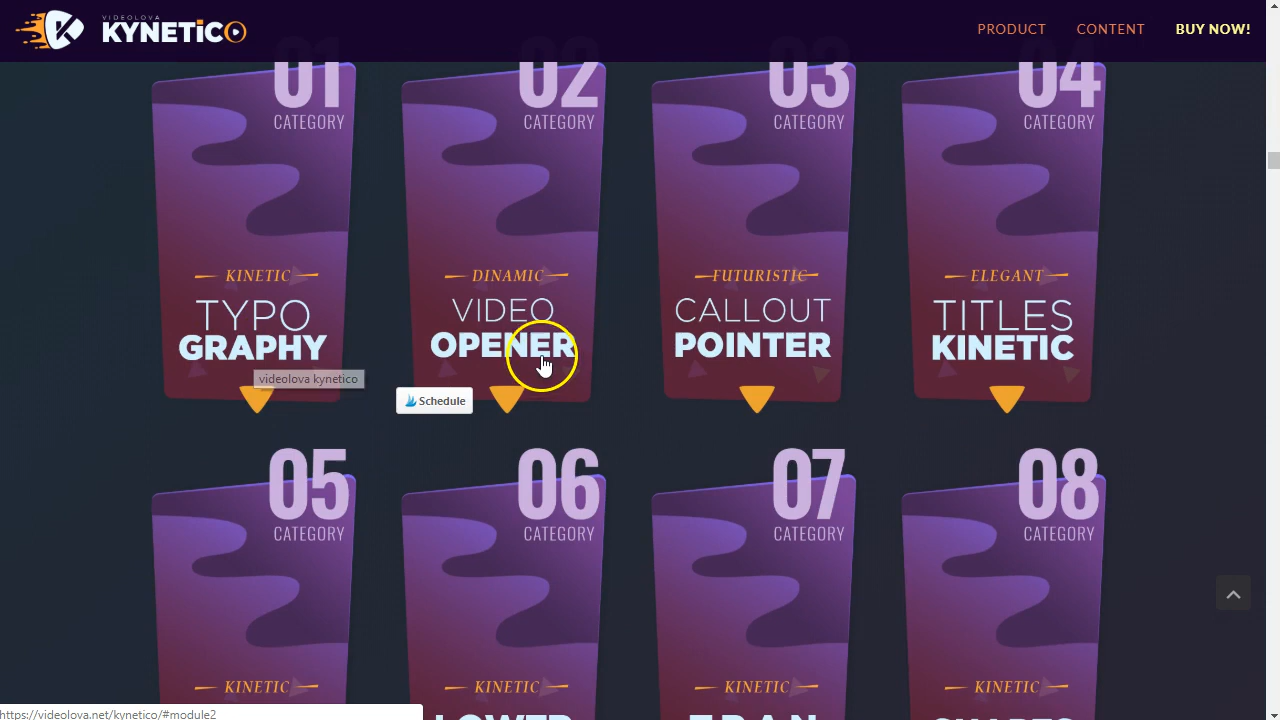 VIDEOLOVA
KYNETICO
PRODUCT
CONTENT
BUY NOW!
01
CATEGORY
KINETIC
TYPO
GRAPHY
02
CATEGORY
DINAMIC
VIDEO
OPENER
03
CATEGORY
FUTURISTIC
CALLOUT
POINTER
04
CATEGORY
ELEGANT
TITLES
KINETIC
videolova kynetico
Schedule
05
CATEGORY
KINETIC
06
CATEGORY
KINETIC
LOWER
07
CATEGORY
KINETIC
08
CATEGORY
KINETIC
https://videolova.net/kynetico/#module2